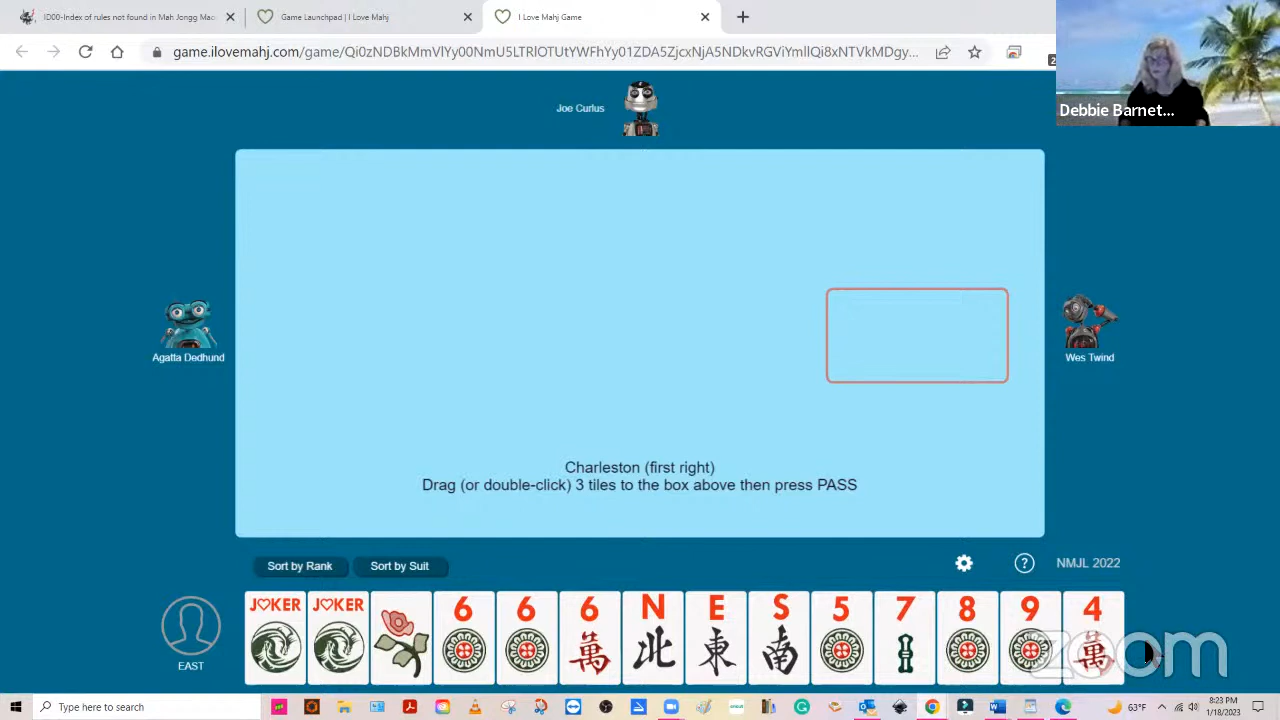 ID00-Index of rules not found in Mah Jongg Mac
Game Launchpad | I Love Mahj
I Love Mahj Game
game.ilovemahj.com/game/Qi0zNDBkMmVlYy00NmU5LTRlOTUtYWFhYy01ZDA5ZjcxNjA5NDkvRGViYmllQi8xNTVkMDgy...
2
Debbie Barnet...
Joe Curlus
Agatta Dedhund
Wes Twind
Charleston (first right)
Drag (or double-click) 3 tiles to the box above then press PASS
Sort by Rank
Sort by Suit
?
NMJL 2022
EAST
JOKER JOKER 6 6 6 N E S 5 7 8 9 4
萬 北 東 南 萬
zoom
Type here to search
63°F
8:23 PM
1/18/2023